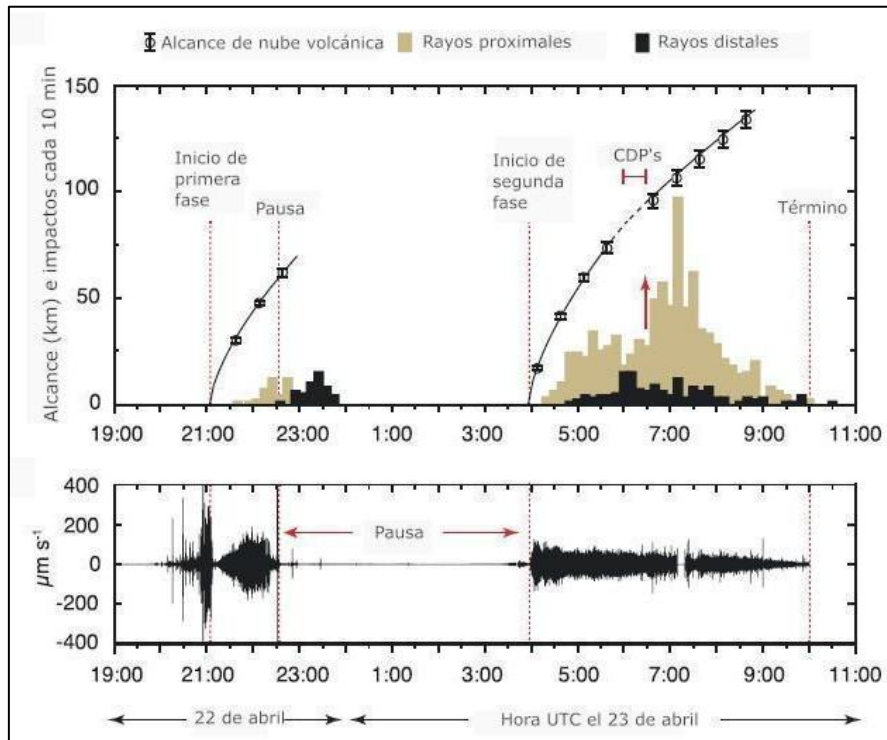 Alcance de nube volcánica Rayos proximales Rayos distales
Alcance (km) e impactos cada 10 min
150
100
50
0
Inicio de
primera
fase
Pausa
Inicio de
segunda
fase
CDP's
Término
19:00 21:00 23:00 1:00 3:00 5:00 7:00 9:00 11:00
µm s⁻¹
400
200
0
-200
-400
Pausa
19:00 21:00 23:00 1:00 3:00 5:00 7:00 9:00 11:00
22 de abril Hora UTC el 23 de abril